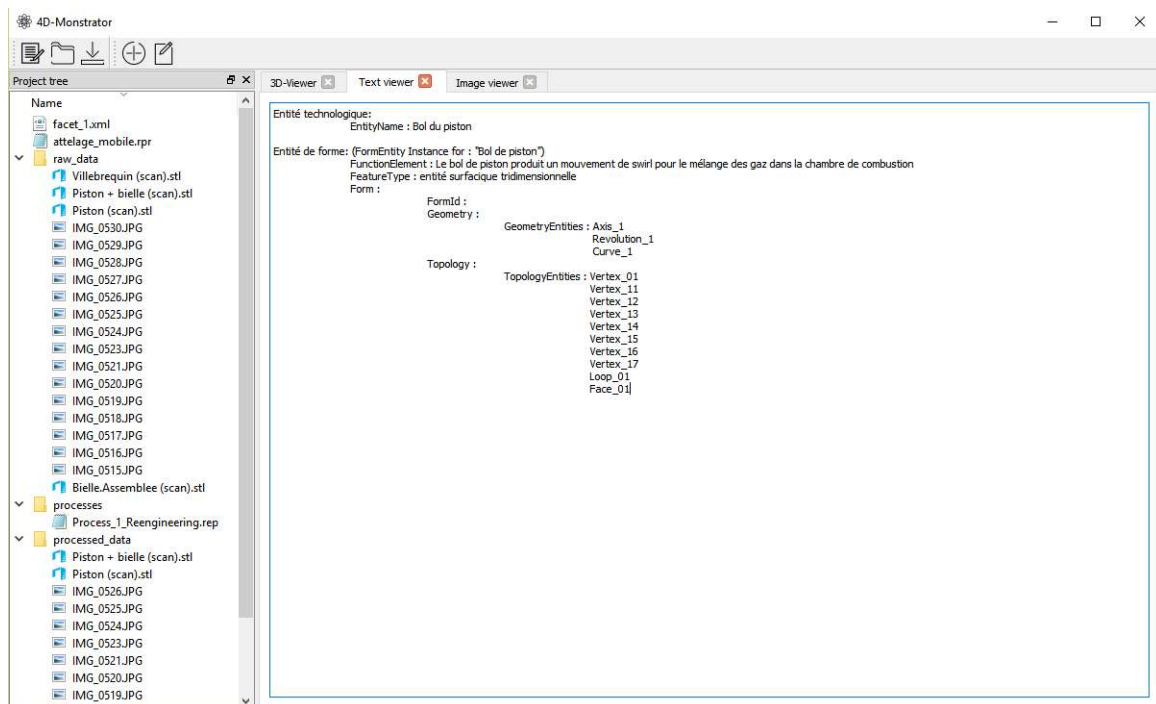 4D-Monstrator
Project tree
Name
facet_1.xml
attelage_mobile.rpr
raw_data
Villebrequin (scan).stl
Piston + bielle (scan).stl
Piston (scan).stl
IMG_0530.JPG
IMG_0529.JPG
IMG_0528.JPG
IMG_0527.JPG
IMG_0526.JPG
IMG_0525.JPG
IMG_0524.JPG
IMG_0523.JPG
IMG_0521.JPG
IMG_0520.JPG
IMG_0519.JPG
IMG_0518.JPG
IMG_0517.JPG
IMG_0516.JPG
IMG_0515.JPG
Bielle.Assemblee (scan).stl
processes
Process_1_Reengineering.rep
processed_data
Piston + bielle (scan).stl
Piston (scan).stl
IMG_0526.JPG
IMG_0525.JPG
IMG_0524.JPG
IMG_0523.JPG
IMG_0521.JPG
IMG_0520.JPG
IMG_0519.JPG
3D-Viewer Text viewer Image viewer
Entité technologique:
EntityName : Bol du piston
Entité de forme: (FormEntity Instance for : "Bol de piston")
FunctionElement : Le bol de piston produit un mouvement de swirl pour le mélange des gaz dans la chambre de combustion
FeatureType : entité surfacique tridimensionnelle
Form :
FormId :
Geometry :
GeometryEntities : Axis_1
Revolution_1
Curve_1
Topology :
TopologyEntities : Vertex_01
Vertex_11
Vertex_12
Vertex_13
Vertex_14
Vertex_15
Vertex_16
Vertex_17
Loop_01
Face_01